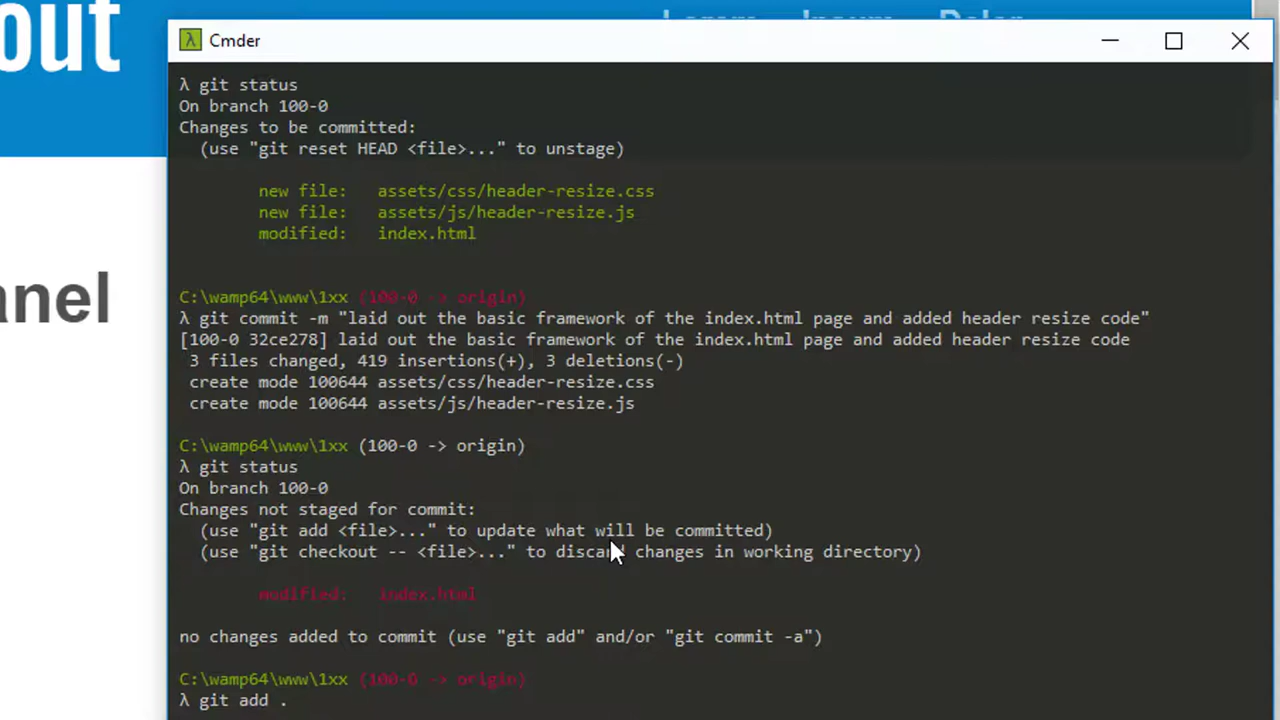 out
Cmder
λ git status
On branch 100-0
Changes to be committed:
(use "git reset HEAD <file>..." to unstage)
new file: assets/css/header-resize.css
new file: assets/js/header-resize.js
modified: index.html
anel
C:\wamp64\www\1xx (100-0 -> origin)
λ git commit -m "laid out the basic framework of the index.html page and added header resize code"
[100-0 32ce278] laid out the basic framework of the index.html page and added header resize code
3 files changed, 419 insertions(+), 3 deletions(-)
create mode 100644 assets/css/header-resize.css
create mode 100644 assets/js/header-resize.js
C:\wamp64\www\1xx (100-0 -> origin)
λ git status
On branch 100-0
Changes not staged for commit:
(use "git add <file>..." to update what will be committed)
(use "git checkout -- <file>..." to discard changes in working directory)
modified: index.html
no changes added to commit (use "git add" and/or "git commit -a")
C:\wamp64\www\1xx (100-0 -> origin)
λ git add .